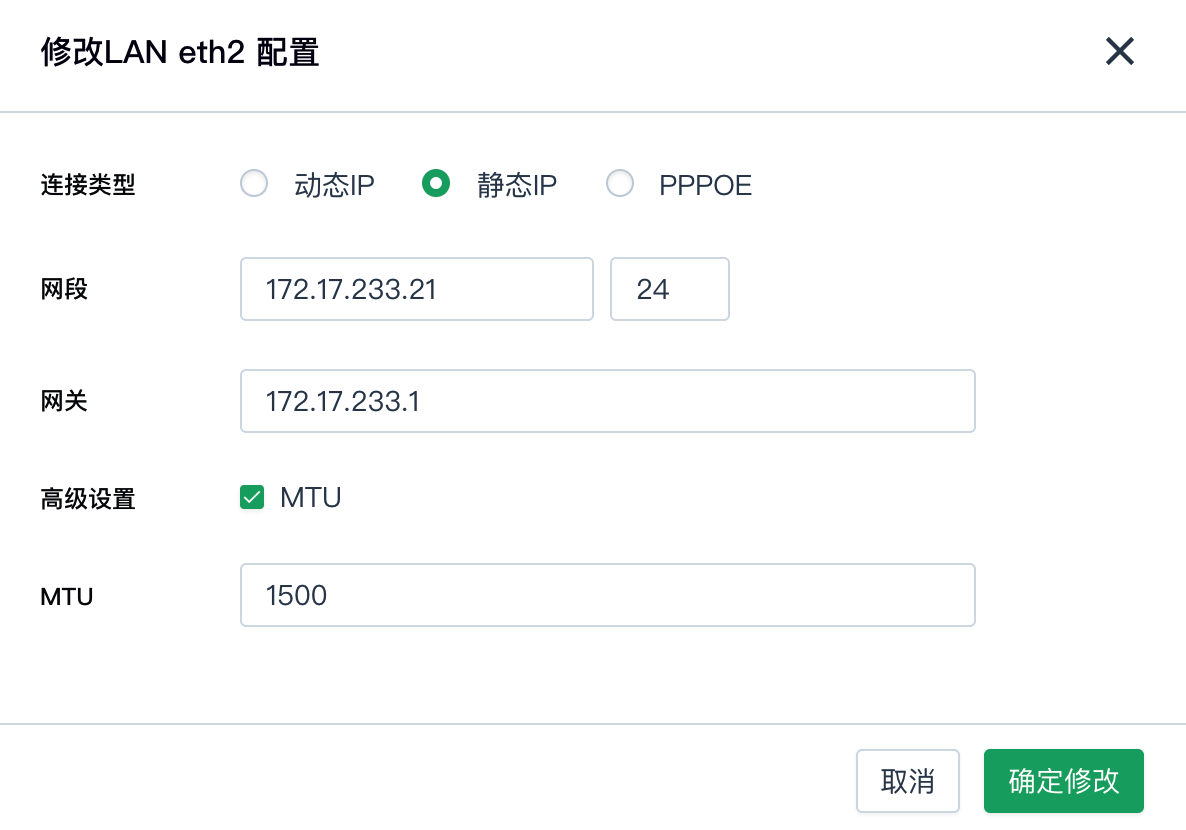 修改LAN eth2 配置
连接类型 动态IP 静态IP PPPOE
网段 172.17.233.21 24
网关 172.17.233.1
高级设置 MTU
MTU 1500
取消 确定修改